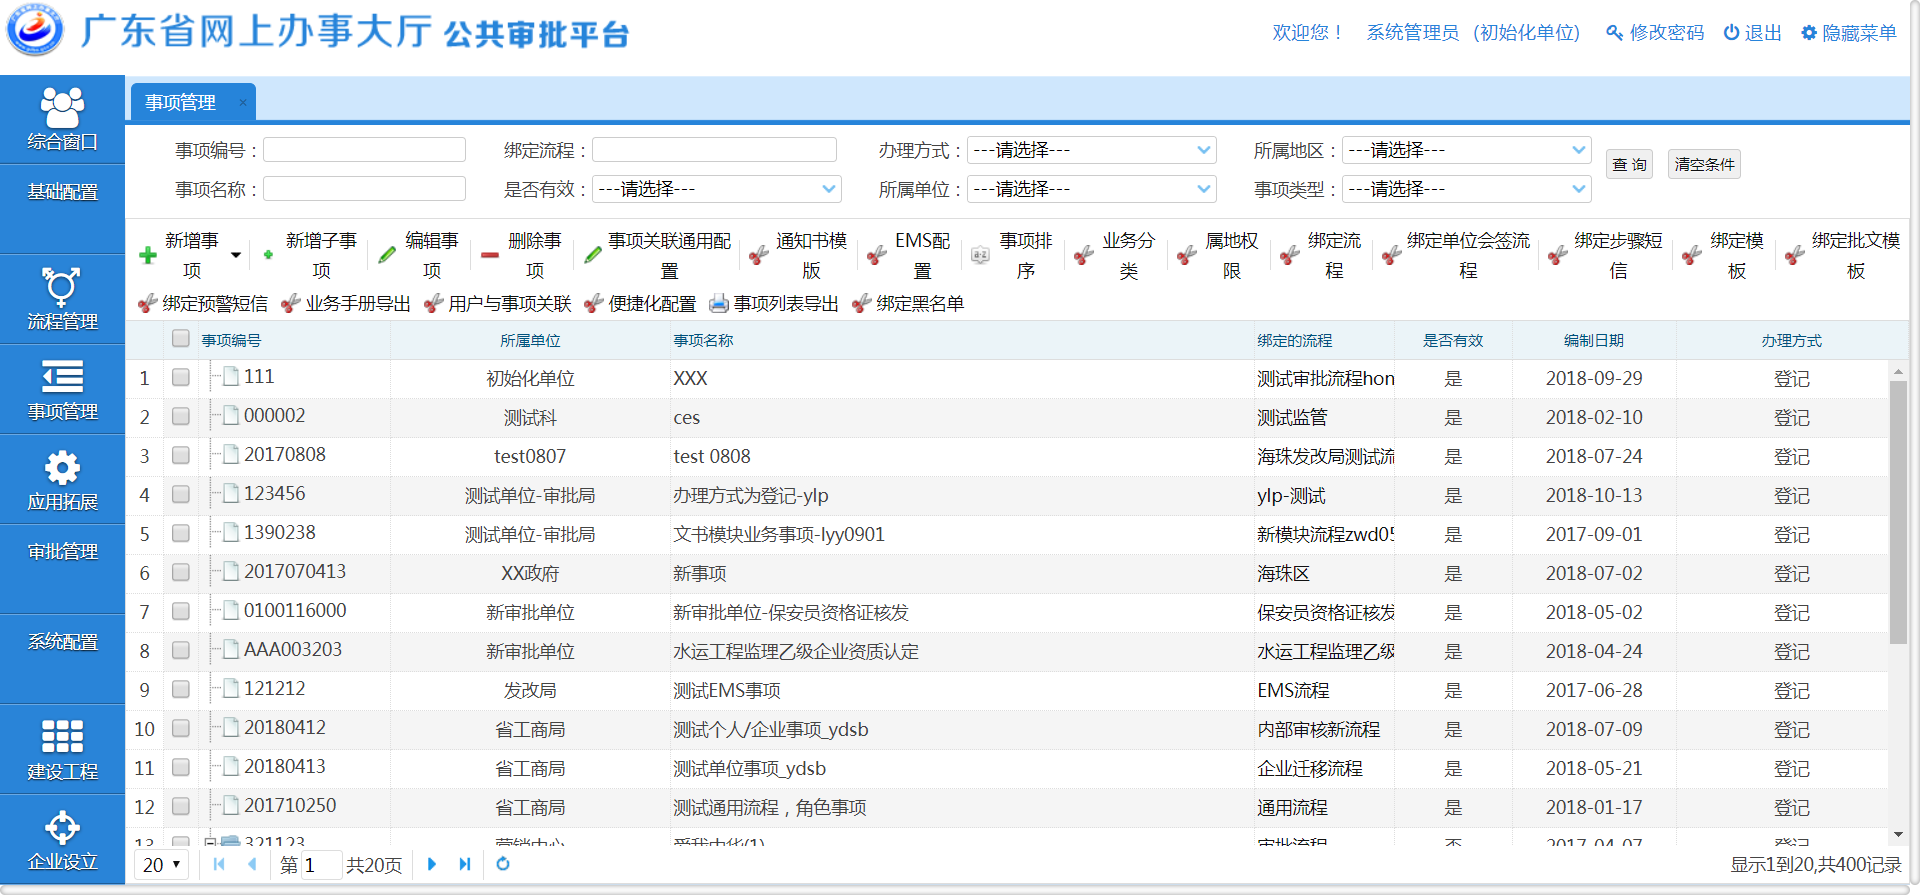 广东省网上办事大厅 公共审批平台
欢迎您！ 系统管理员 (初始化单位) 修改密码 退出 隐藏菜单
综合窗口
基础配置
流程管理
事项管理
应用拓展
审批管理
系统配置
建设工程
企业设立
事项管理 ×
事项编号： 绑定流程： 办理方式： ---请选择--- 所属地区： ---请选择---
事项名称： 是否有效： ---请选择--- 所属单位： ---请选择--- 事项类型： ---请选择---
查 询 清空条件
新增事项 新增子事项 编辑事项 删除事项 事项关联通用配置 通知书模版 EMS配置 事项排序 业务分类 属地权限 绑定流程 绑定单位会签流程 绑定步骤短信 绑定模板 绑定批文模板
绑定预警短信 业务手册导出 用户与事项关联 便捷化配置 事项列表导出 绑定黑名单
事项编号 所属单位 事项名称 绑定的流程 是否有效 编制日期 办理方式
1 111 初始化单位 XXX 测试审批流程hon 是 2018-09-29 登记
2 000002 测试科 ces 测试监管 是 2018-02-10 登记
3 20170808 test0807 test 0808 海珠发改局测试流 是 2018-07-24 登记
4 123456 测试单位-审批局 办理方式为登记-ylp ylp-测试 是 2018-10-13 登记
5 1390238 测试单位-审批局 文书模块业务事项-lyy0901 新模块流程zwd05 是 2017-09-01 登记
6 2017070413 XX政府 新事项 海珠区 是 2018-07-02 登记
7 0100116000 新审批单位 新审批单位-保安员资格证核发 保安员资格证核发 是 2018-05-02 登记
8 AAA003203 新审批单位 水运工程监理乙级企业资质认定 水运工程监理乙级 是 2018-04-24 登记
9 121212 发改局 测试EMS事项 EMS流程 是 2017-06-28 登记
10 20180412 省工商局 测试个人/企业事项_ydsb 内部审核新流程 是 2018-07-09 登记
11 20180413 省工商局 测试单位事项_ydsb 企业迁移流程 是 2018-05-21 登记
12 201710250 省工商局 测试通用流程，角色事项 通用流程 是 2018-01-17 登记
13 321123 营销中心 爱我中华(1) 审批流程 否 2017-04-07 登记
20 第 1 共20页 显示1到20,共400记录